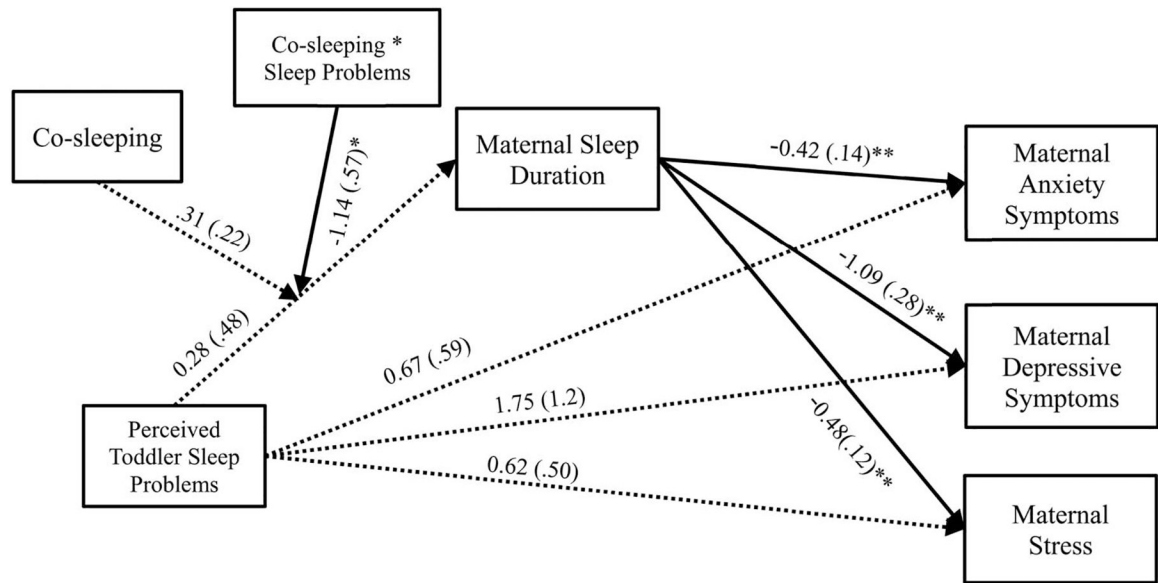 Co-sleeping *
Sleep Problems
Co-sleeping
Maternal Sleep
Duration
Maternal
Anxiety
Symptoms
-0.42 (.14)**
-1.14 (.57)*
.31 (.22)
-1.09 (.28)**
0.28 (.48)
0.67 (.59)
Maternal
Depressive
Symptoms
1.75 (1.2)
-0.48(.12)**
Perceived
Toddler Sleep
Problems
0.62 (.50)
Maternal
Stress